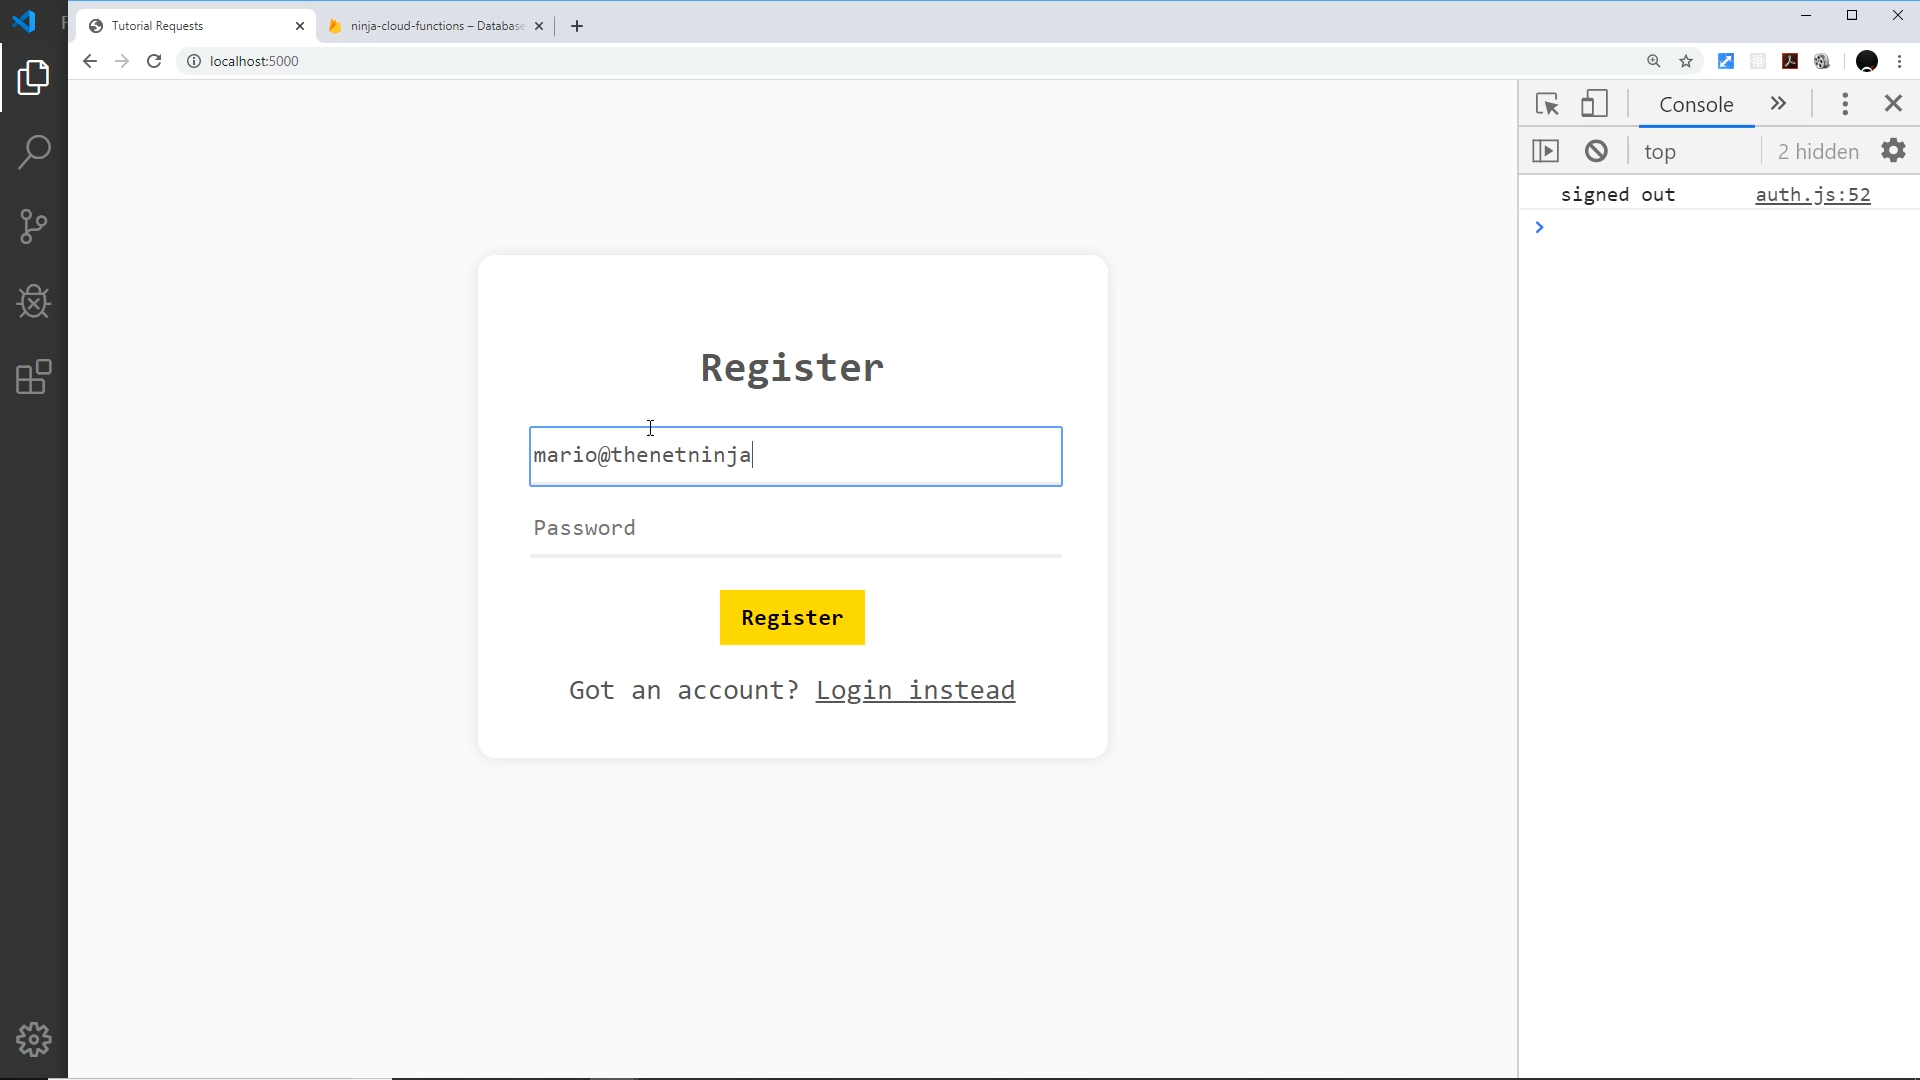 Tutorial Requests
ninja-cloud-functions – Database
localhost:5000
Console
top
2 hidden
signed out auth.js:52
Register
mario@thenetninja
Password
Register
Got an account? Login instead